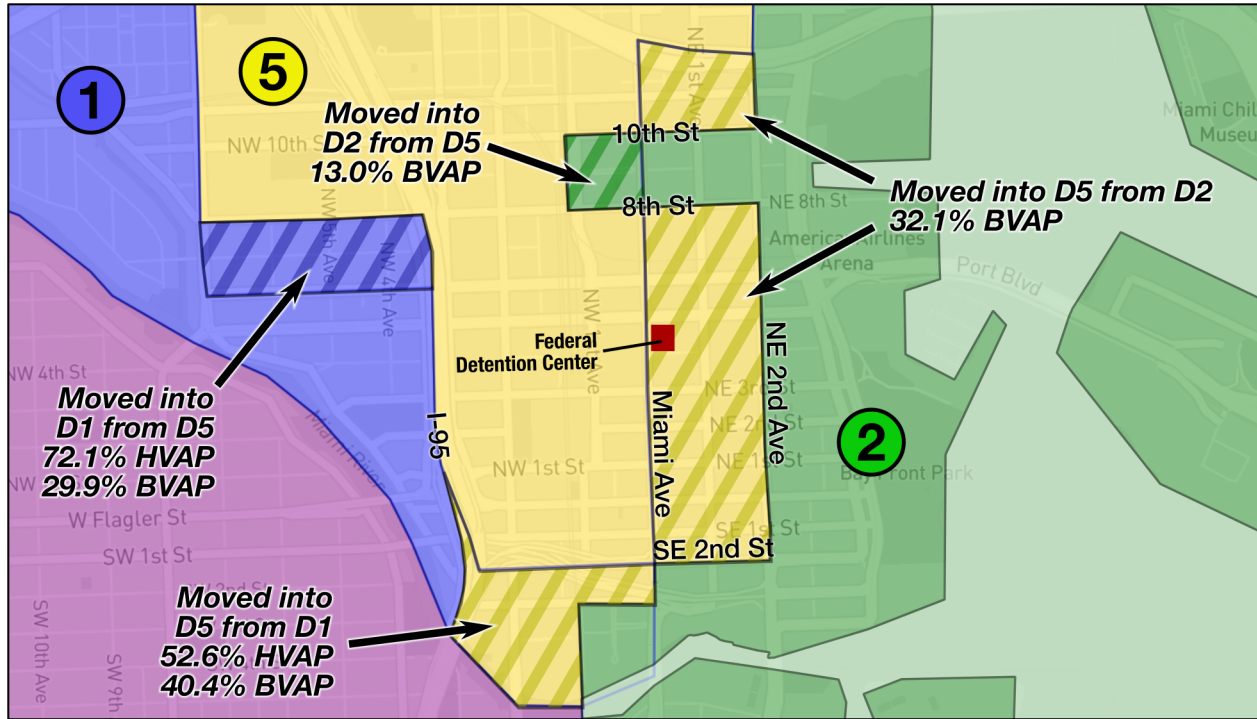 1
5
Moved into
D2 from D5
13.0% BVAP
NE 1st Ave
10th St
NW 10th St
8th St
Miami Chil
Museu
Moved into D5 from D2
32.1% BVAP
NE 8th St
American Airlines
Arena
Port Blvd
NW 5th Ave
NW 4th Ave
NW 1st Ave
Federal
Detention Center
NW 4th St
Moved into
D1 from D5
72.1% HVAP
29.9% BVAP
Miami River
I-95
Miami Ave
NE 2nd Ave
NE 3rd St
NE 2nd St
NE 1st St
2
Bayfront Park
NW 1st St
W Flagler St
SW 1st St
SE 1st St
SE 2nd St
Moved into
D5 from D1
52.6% HVAP
40.4% BVAP
SW 10th Ave
SW 9th